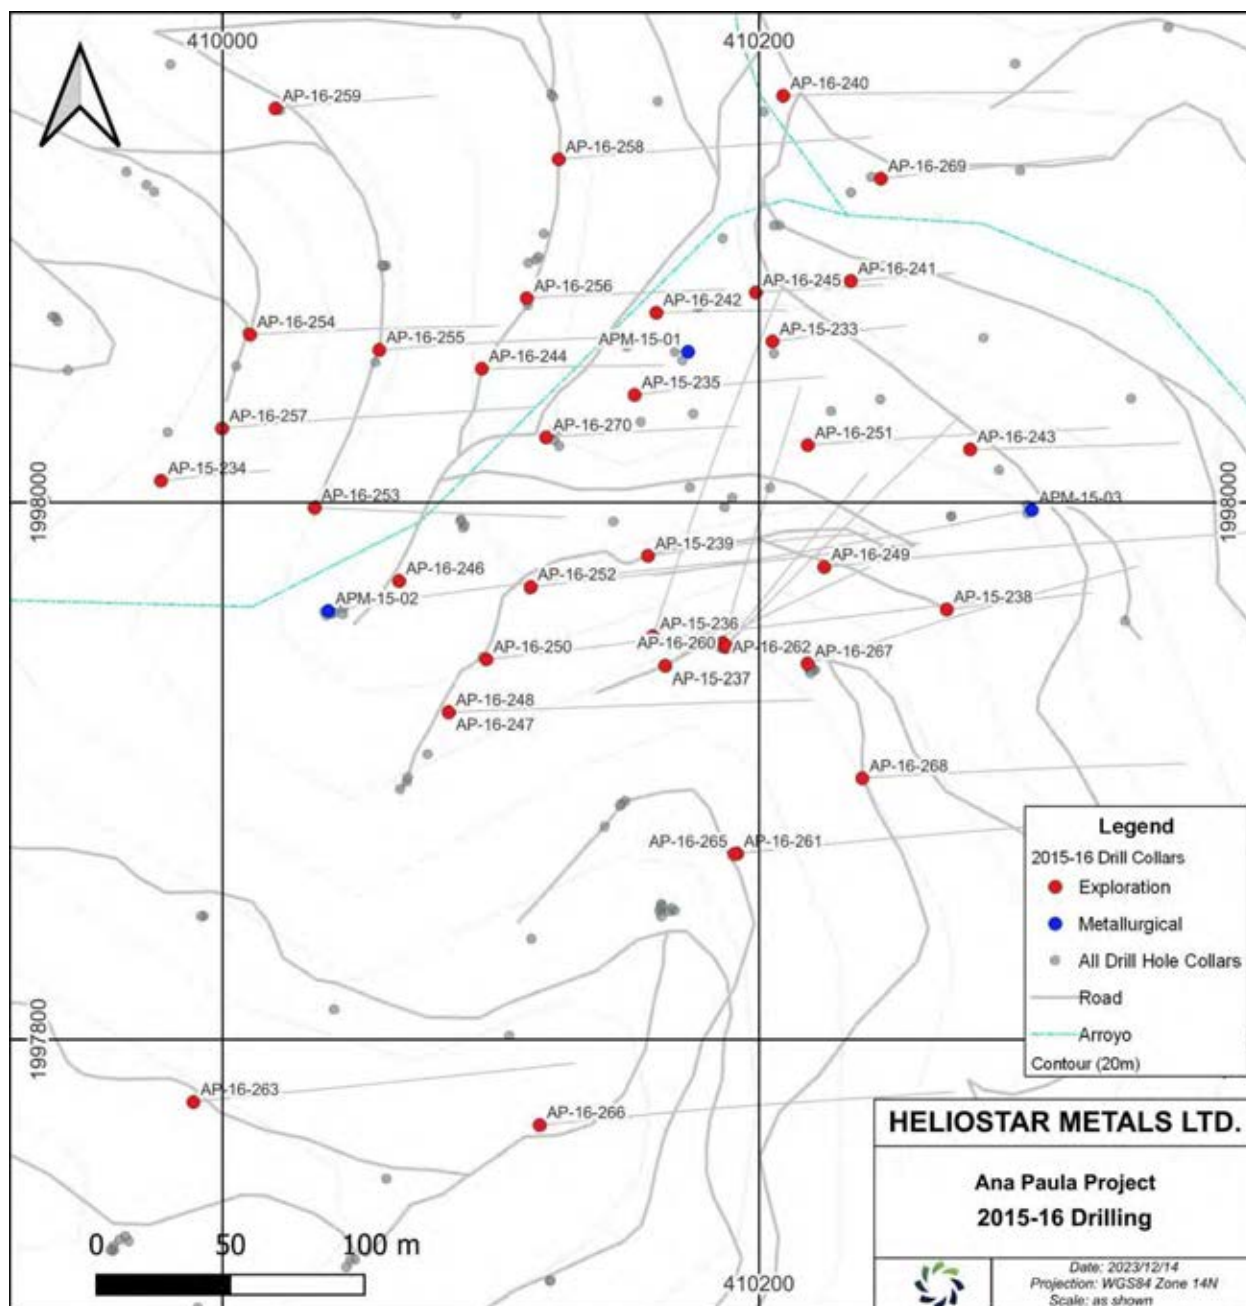 410000
410200
AP-16-259
AP-16-240
AP-16-258
AP-16-269
AP-16-241
AP-16-245
AP-16-256
AP-16-242
AP-16-254
AP-16-255
APM-15-01
AP-15-233
AP-16-244
AP-15-235
AP-16-257
AP-16-270
AP-16-251
AP-16-243
AP-15-234
1998000
AP-16-253
APM-15-03
1998000
AP-15-239
AP-16-246
AP-16-252
AP-16-249
APM-15-02
AP-15-238
AP-15-236
AP-16-250
AP-16-260
AP-16-262
AP-16-267
AP-15-237
AP-16-248
AP-16-247
AP-16-268
AP-16-265
AP-16-261
Legend
2015-16 Drill Collars
Exploration
Metallurgical
All Drill Hole Collars
Road
Arroyo
Contour (20m)
1997800
AP-16-263
AP-16-266
HELIOSTAR METALS LTD.
Ana Paula Project
2015-16 Drilling
0 50 100 m
410200
Date: 2023/12/14
Projection: WGS84 Zone 14N
Scale: as shown